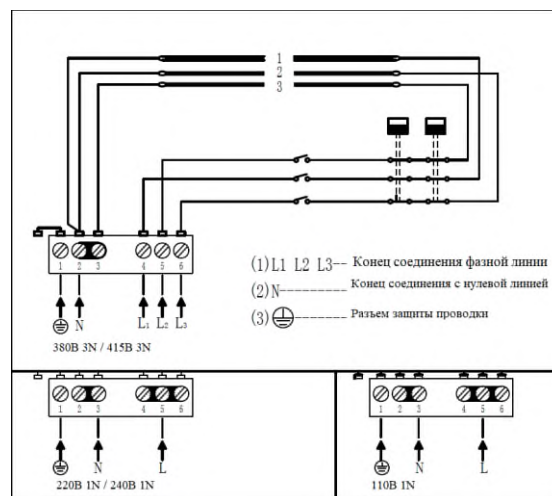 1
2
3
(1)L1 L2 L3-- Конец соединения фазной линии
(2)N--------- Конец соединения с нулевой линией
(3)------- Разъем защиты проводки
1 2 3 4 5 6
N L1 L2 L3
380В 3N / 415В 3N
1 2 3 4 5 6
N L
220В 1N / 240В 1N
1 2 3 4 5 6
N L
110В 1N